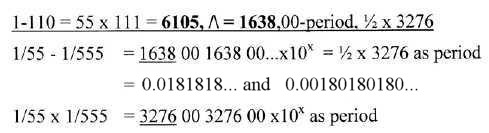 1-110 = 55 x 111 = 6105, /\ = 1638,00-period, ½ x 3276
1/55 - 1/555 = 1638 00 1638 00...x10ˣ = ½ x 3276 as period
= 0.0181818... and 0.00180180180...
1/55 x 1/555 = 3276 00 3276 00 x10ˣ as period